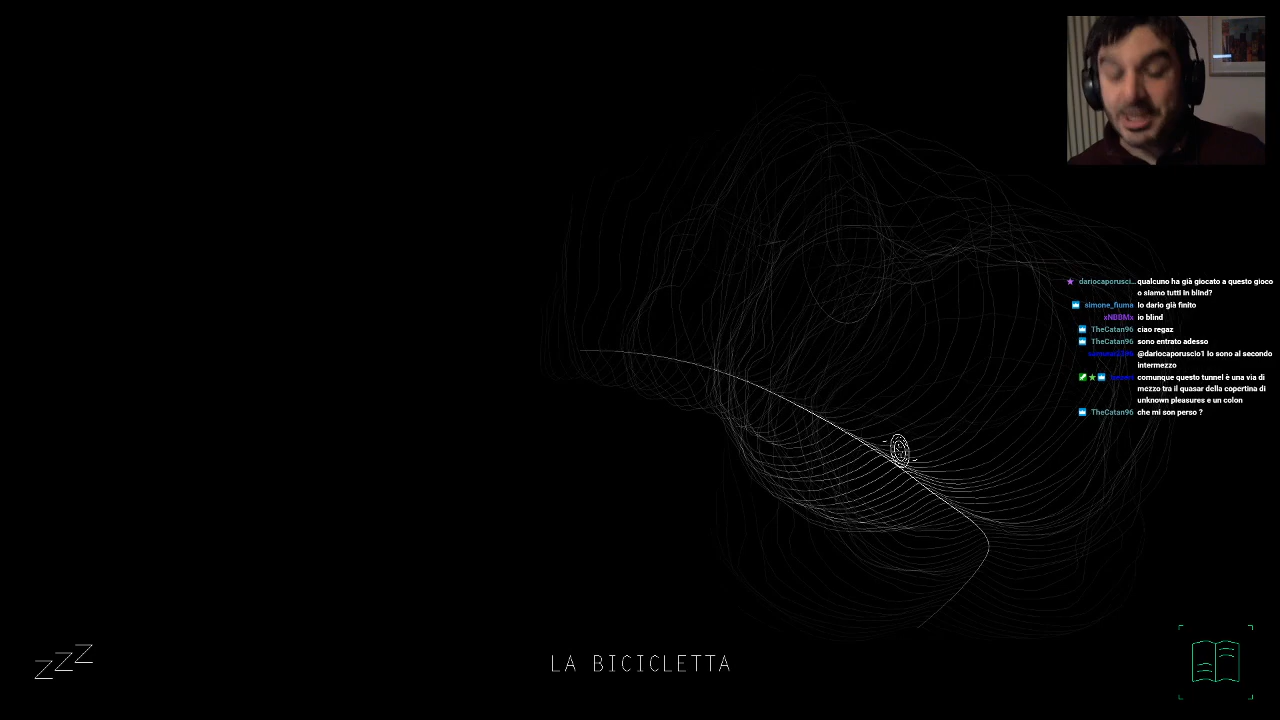 dariocaporusci... qualcuno ha già giocato a questo gioco
o siamo tutti in blind?
simone_fiuma Io dario già finito
xNBBMx io blind
TheCatan96 ciao regaz
TheCatan96 sono entrato adesso
@dariocaporuscio1 Io sono al secondo
intermezzo
comunque questo tunnel è una via di
mezzo tra il quasar della copertina di
unknown pleasures e un colon
TheCatan96 che mi son perso ?
ZZZ
LA BICICLETTA